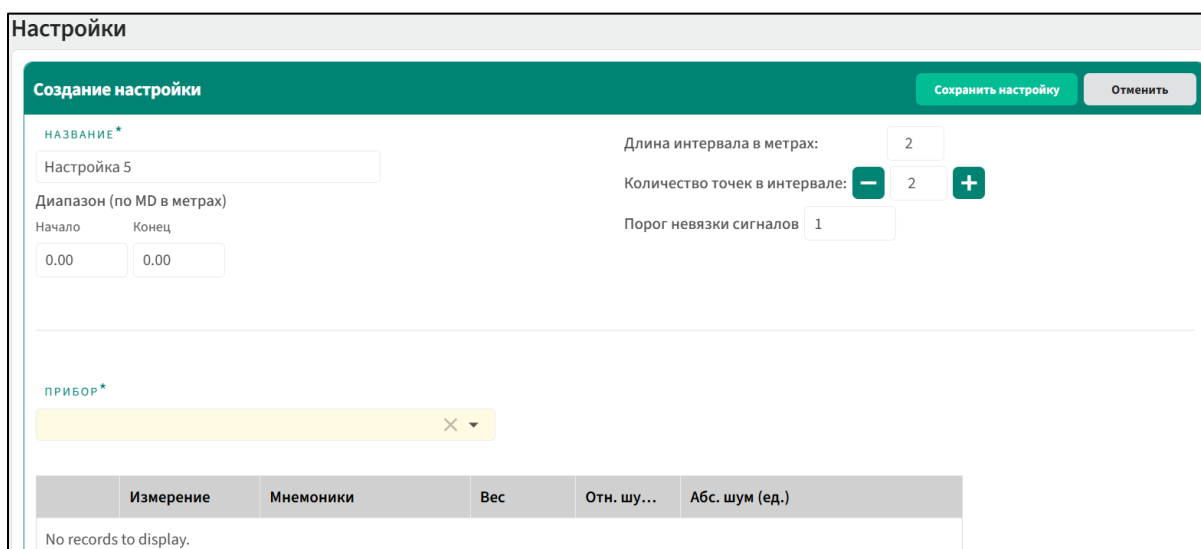 Настройки
Создание настройки
Сохранить настройку
Отменить
НАЗВАНИЕ*
Настройка 5
Диапазон (по MD в метрах)
Начало Конец
0.00 0.00
Длина интервала в метрах: 2
Количество точек в интервале: − 2 +
Порог невязки сигналов 1
ПРИБОР*
Измерение Мнемоники Вес Отн. шу... Абс. шум (ед.)
No records to display.